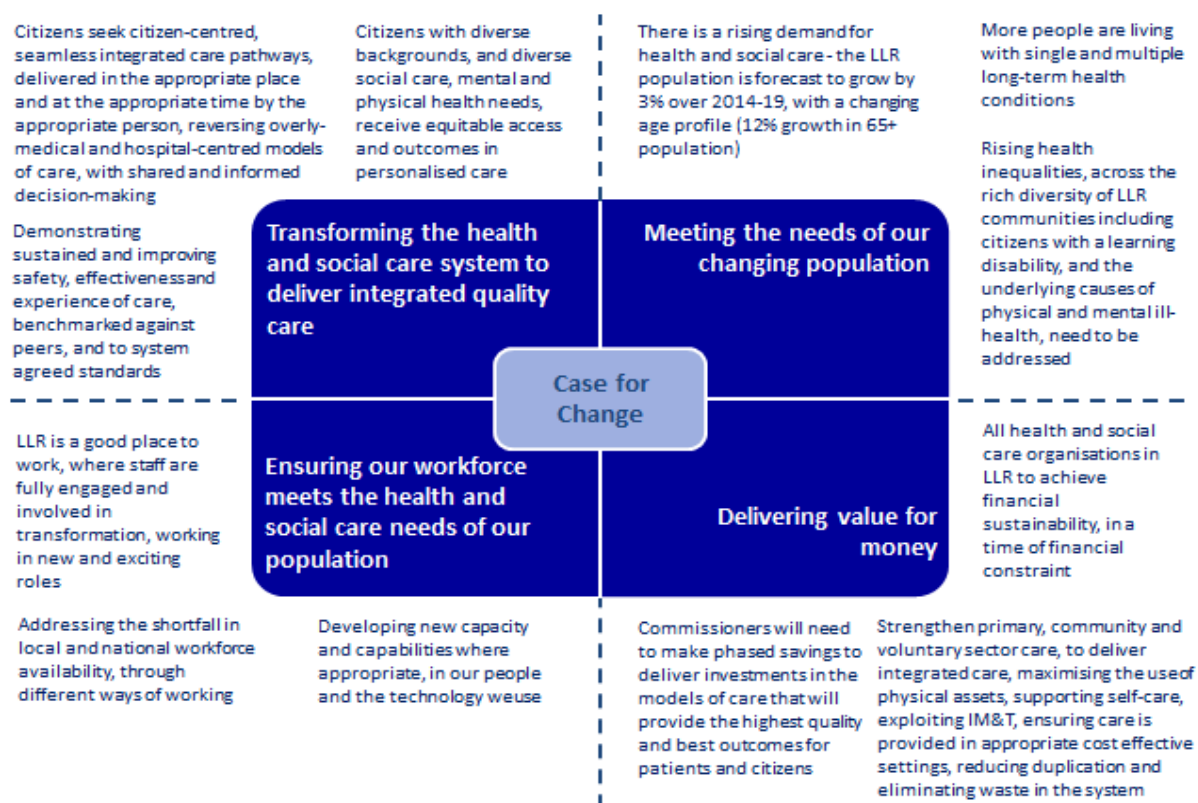 Citizens seek citizen-centred,
seamless integrated care pathways,
delivered in the appropriate place
and at the appropriate time by the
appropriate person, reversing overly-
medical and hospital-centred models
of care, with shared and informed
decision-making
Citizens with diverse
backgrounds, and diverse
social care, mental and
physical health needs,
receive equitable access
and outcomes in
personalised care
There is a rising demand for
health and social care - the LLR
population is forecast to grow by
3% over 2014-19, with a changing
age profile (12% growth in 65+
population)
More people are living
with single and multiple
long-term health
conditions
Rising health
inequalities, across the
rich diversity of LLR
communities including
citizens with a learning
disability, and the
underlying causes of
physical and mental ill-
health, need to be
addressed
Demonstrating
sustained and improving
safety, effectivenessand
experience of care,
benchmarked against
peers, and to system
agreed standards
Transforming the health
and social care system to
deliver integrated quality
care
Meeting the needs of our
changing population
Case for
Change
Ensuring our workforce
meets the health and
social care needs of our
population
Delivering value for
money
LLR is a good place to
work, where staff are
fully engaged and
involved in
transformation, working
in new and exciting
roles
All health and social
care organisations in
LLR to achieve
financial
sustainability, in a
time of financial
constraint
Addressing the shortfall in
local and national workforce
availability, through
different ways of working
Developing new capacity
and capabilities where
appropriate, in our people
and the technology weuse
Commissioners will need
to make phased savings to
deliver investments in the
models of care that will
provide the highest quality
and best outcomes for
patients and citizens
Strengthen primary, community and
voluntary sector care, to deliver
integrated care, maximising the useof
physical assets, supporting self-care,
exploiting IM&T, ensuring care is
provided in appropriate cost effective
settings, reducing duplication and
eliminating waste in the system